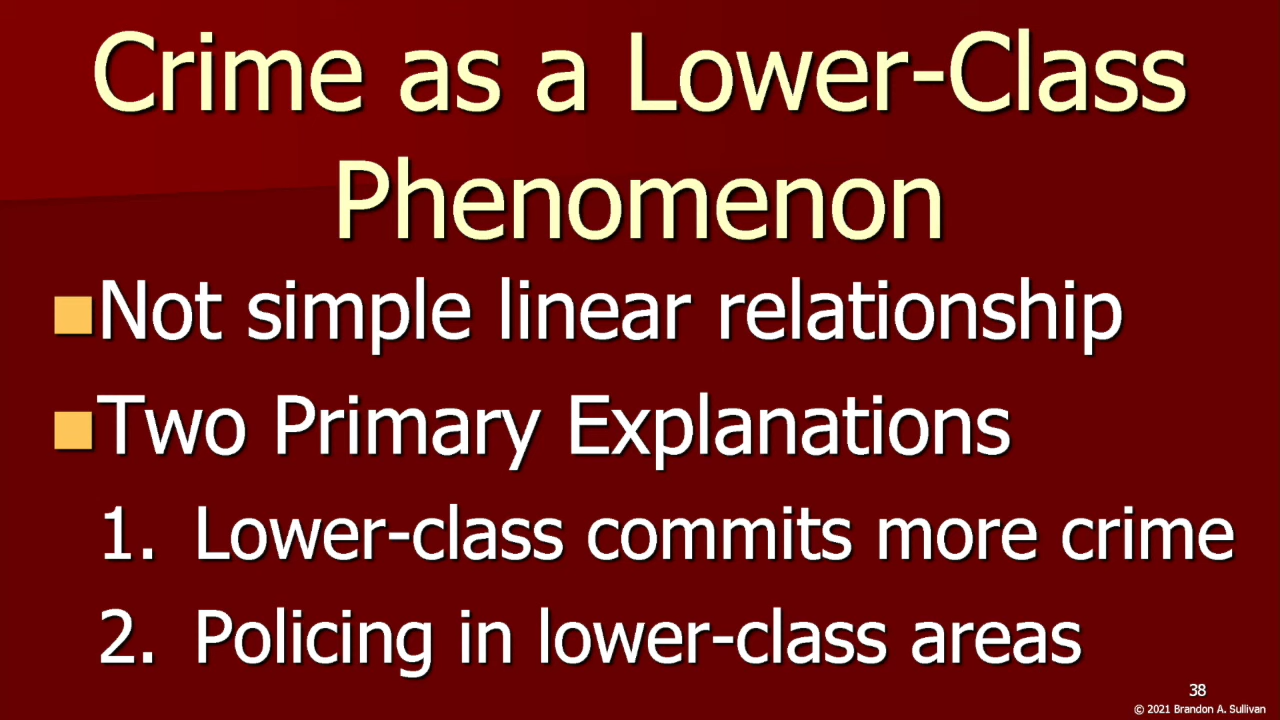 Crime as a Lower-Class
Phenomenon
Not simple linear relationship
Two Primary Explanations
1. Lower-class commits more crime
2. Policing in lower-class areas
38
© 2021 Brandon A. Sullivan